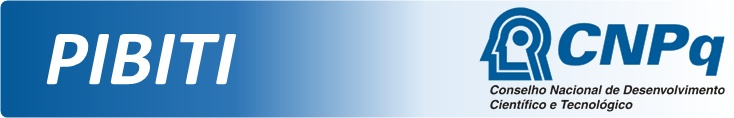 PIBITI
CNPq
Conselho Nacional de Desenvolvimento
Científico e Tecnológico